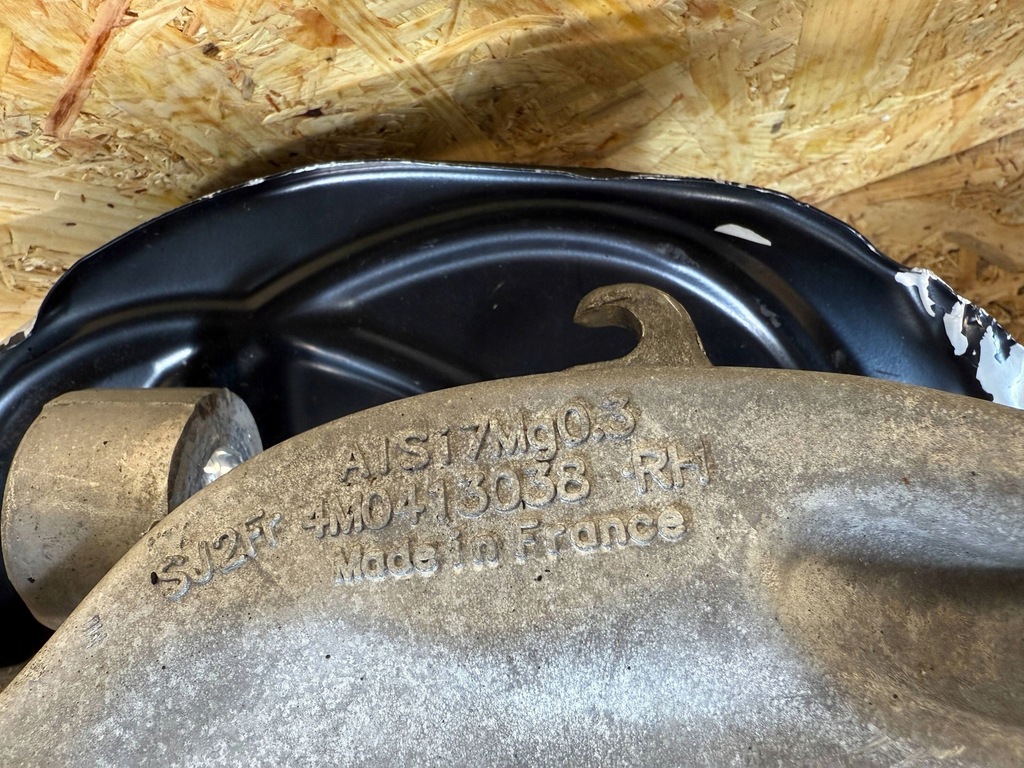 AlSi7Mg0.3
4M0413038 RH
SJ2Fr
Made in France